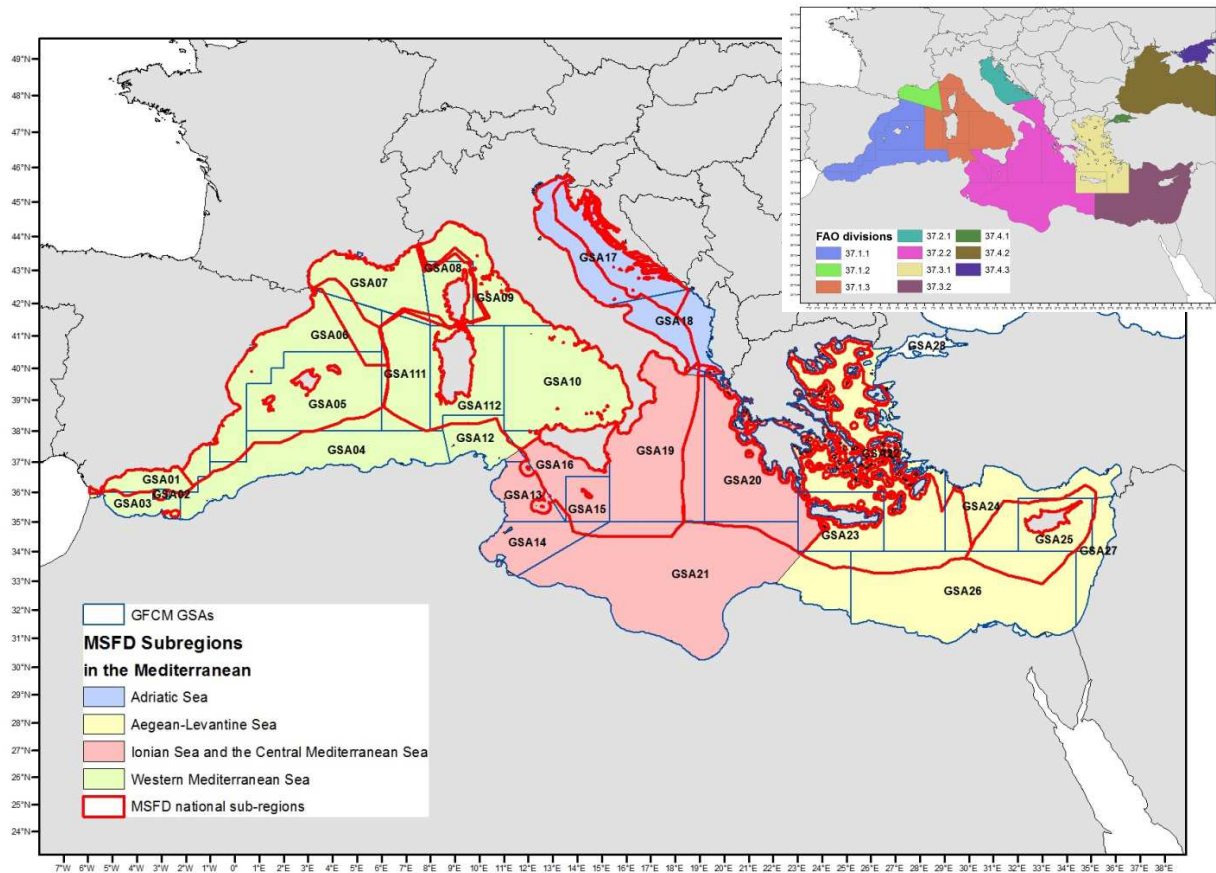 FAO divisions
37.1.1
37.1.2
37.1.3
37.2.1
37.2.2
37.3.1
37.3.2
37.4.1
37.4.2
37.4.3
49°N
48°N
47°N
46°N
45°N
44°N
43°N
42°N
41°N
40°N
39°N
38°N
37°N
36°N
35°N
34°N
33°N
32°N
31°N
30°N
29°N
28°N
27°N
26°N
25°N
24°N
GSA17
GSA08
GSA07
GSA09
GSA18
GSA06
GSA28
GSA111
GSA10
GSA05
GSA112
GSA12
GSA19
GSA04
GSA16
GSA01
GSA02
GSA03
GSA13
GSA15
GSA20
GSA14
GSA23
GSA24
GSA25
GSA27
GSA21
GSA26
GFCM GSAs
MSFD Subregions
in the Mediterranean
Adriatic Sea
Aegean-Levantine Sea
Ionian Sea and the Central Mediterranean Sea
Western Mediterranean Sea
MSFD national sub-regions
7°W 6°W 5°W 4°W 3°W 2°W 1°W 0° 1°E 2°E 3°E 4°E 5°E 6°E 7°E 8°E 9°E 10°E 11°E 12°E 13°E 14°E 15°E 16°E 17°E 18°E 19°E 20°E 21°E 22°E 23°E 24°E 25°E 26°E 27°E 28°E 29°E 30°E 31°E 32°E 33°E 34°E 35°E 36°E 37°E 38°E